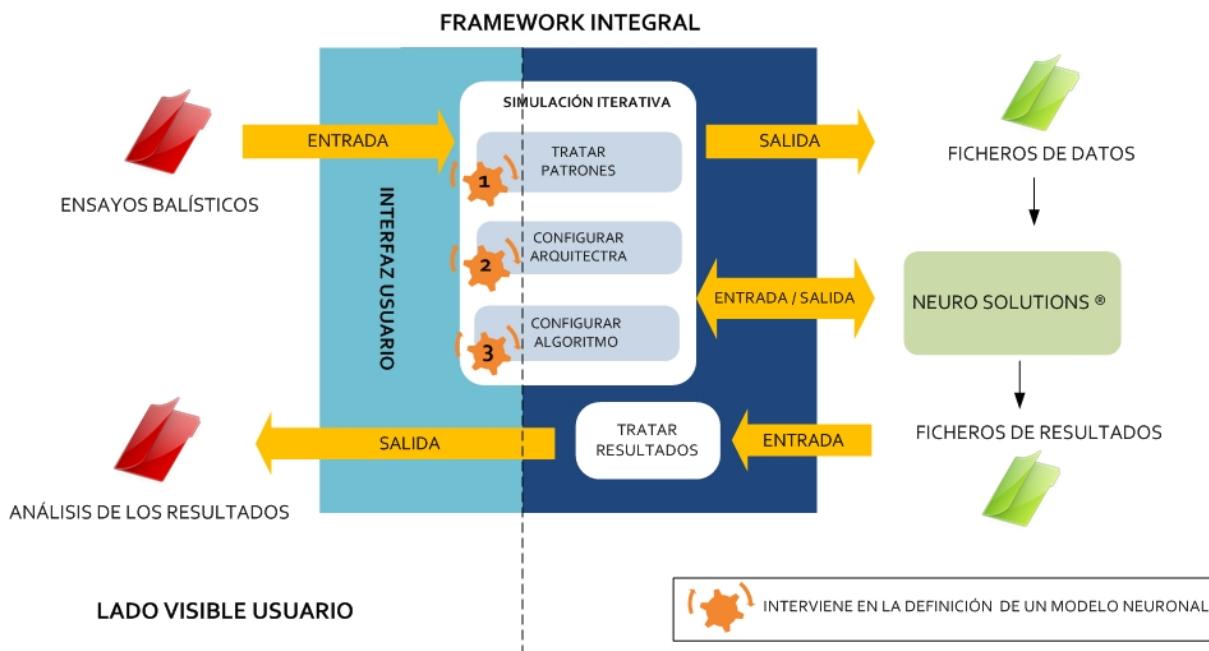 FRAMEWORK INTEGRAL
SIMULACIÓN ITERATIVA
ENTRADA
TRATAR
PATRONES
1
SALIDA
ENSAYOS BALÍSTICOS
FICHEROS DE DATOS
INTERFAZ USUARIO
CONFIGURAR
ARQUITECTRA
2
ENTRADA / SALIDA
NEURO SOLUTIONS ®
CONFIGURAR
ALGORITMO
3
TRATAR
RESULTADOS
ENTRADA
SALIDA
FICHEROS DE RESULTADOS
ANÁLISIS DE LOS RESULTADOS
LADO VISIBLE USUARIO
INTERVIENE EN LA DEFINICIÓN DE UN MODELO NEURONAL